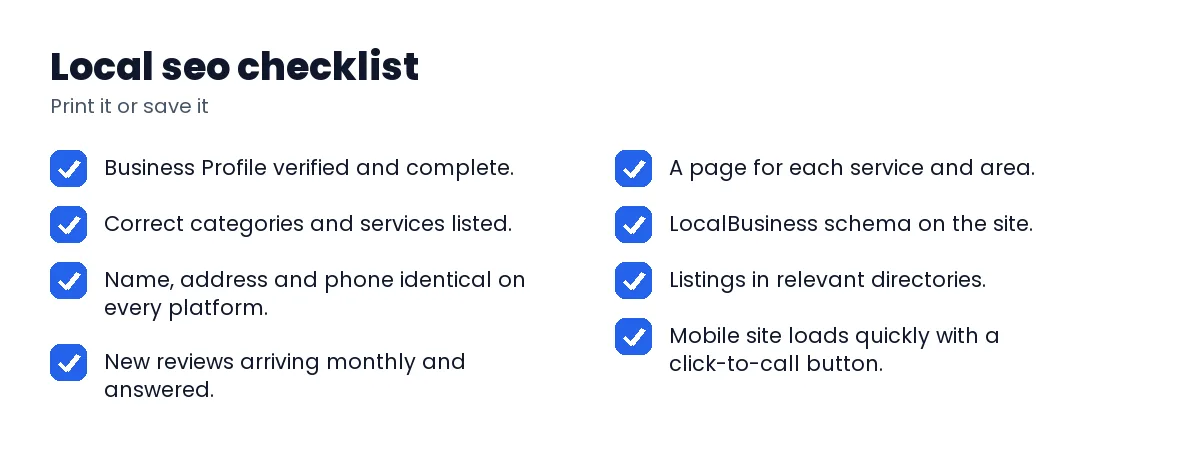 Local seo checklist
Print it or save it
Business Profile verified and complete.
Correct categories and services listed.
Name, address and phone identical on
every platform.
New reviews arriving monthly and
answered.
A page for each service and area.
LocalBusiness schema on the site.
Listings in relevant directories.
Mobile site loads quickly with a
click-to-call button.